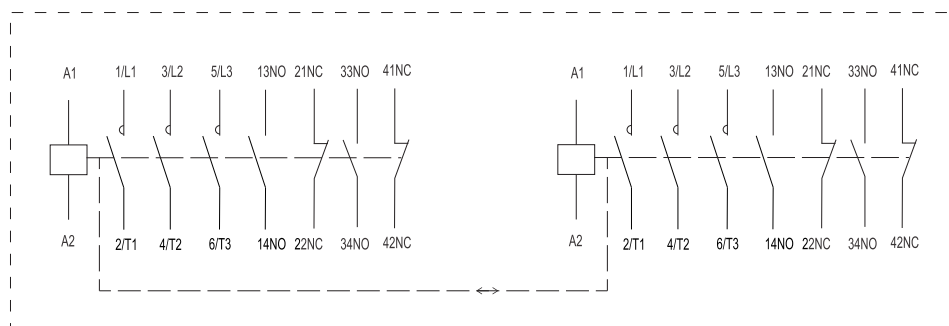 A1 1/L1 3/L2 5/L3 13NO 21NC 33NO 41NC A1 1/L1 3/L2 5/L3 13NO 21NC 33NO 41NC
A2 2/T1 4/T2 6/T3 14NO 22NC 34NO 42NC A2 2/T1 4/T2 6/T3 14NO 22NC 34NO 42NC